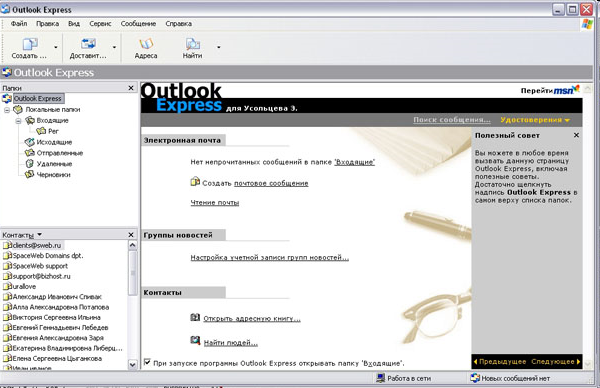 Outlook Express
Файл Правка Вид Сервис Сообщение Справка
Создать ... Доставит... Адреса Найти
Outlook Express
Папки
Outlook Express
Локальные папки
Входящие
Рег
Исходящие
Отправленные
Удаленные
Черновики
Контакты
clients@sweb.ru
SpaceWeb Domains dpt.
SpaceWeb support
support@bizhost.ru
urallove
Александр Иванович Спивак
Алла Александровна Потапова
Виктория Сергеевна Ильина
Евгений Геннадьевич Лебедев
Евгения Александровна Заря
Екатерина Владимировна Либерц...
Елена Сергеевна Цыганкова
Иван иванов
Outlook Express для Усольцева З.
Перейти msn
Поиск сообщения... Удостоверения
Электронная почта
Нет непрочитанных сообщений в папке 'Входящие'
Создать почтовое сообщение
Чтение почты
Группы новостей
Настройка учетной записи групп новостей...
Контакты
Открыть адресную книгу...
Найти людей...
При запуске программы Outlook Express открывать папку 'Входящие'.
Полезный совет
Вы можете в любое время
вызвать данную страницу
Outlook Express, включая
полезные советы.
Достаточно щелкнуть
надпись Outlook Express в
самом верху списка папок.
Предыдущее Следующее
Работа в сети Новых сообщений нет